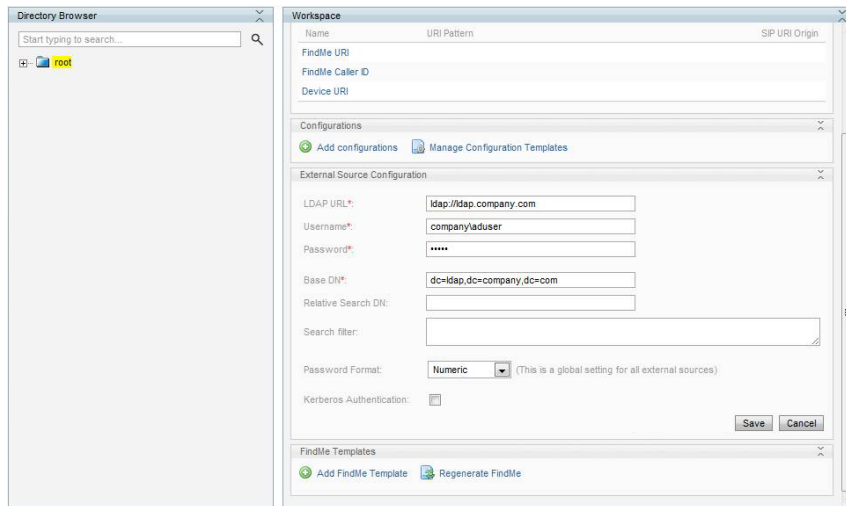 Directory Browser
Start typing to search...
root
Workspace
Name URI Pattern SIP URI Origin
FindMe URI
FindMe Caller ID
Device URI
Configurations
Add configurations Manage Configuration Templates
External Source Configuration
LDAP URL*: ldap://ldap.company.com
Username*: company\aduser
Password*: •••••
Base DN*: dc=ldap,dc=company,dc=com
Relative Search DN:
Search filter:
Password Format: Numeric (This is a global setting for all external sources)
Kerberos Authentication:
Save Cancel
FindMe Templates
Add FindMe Template Regenerate FindMe